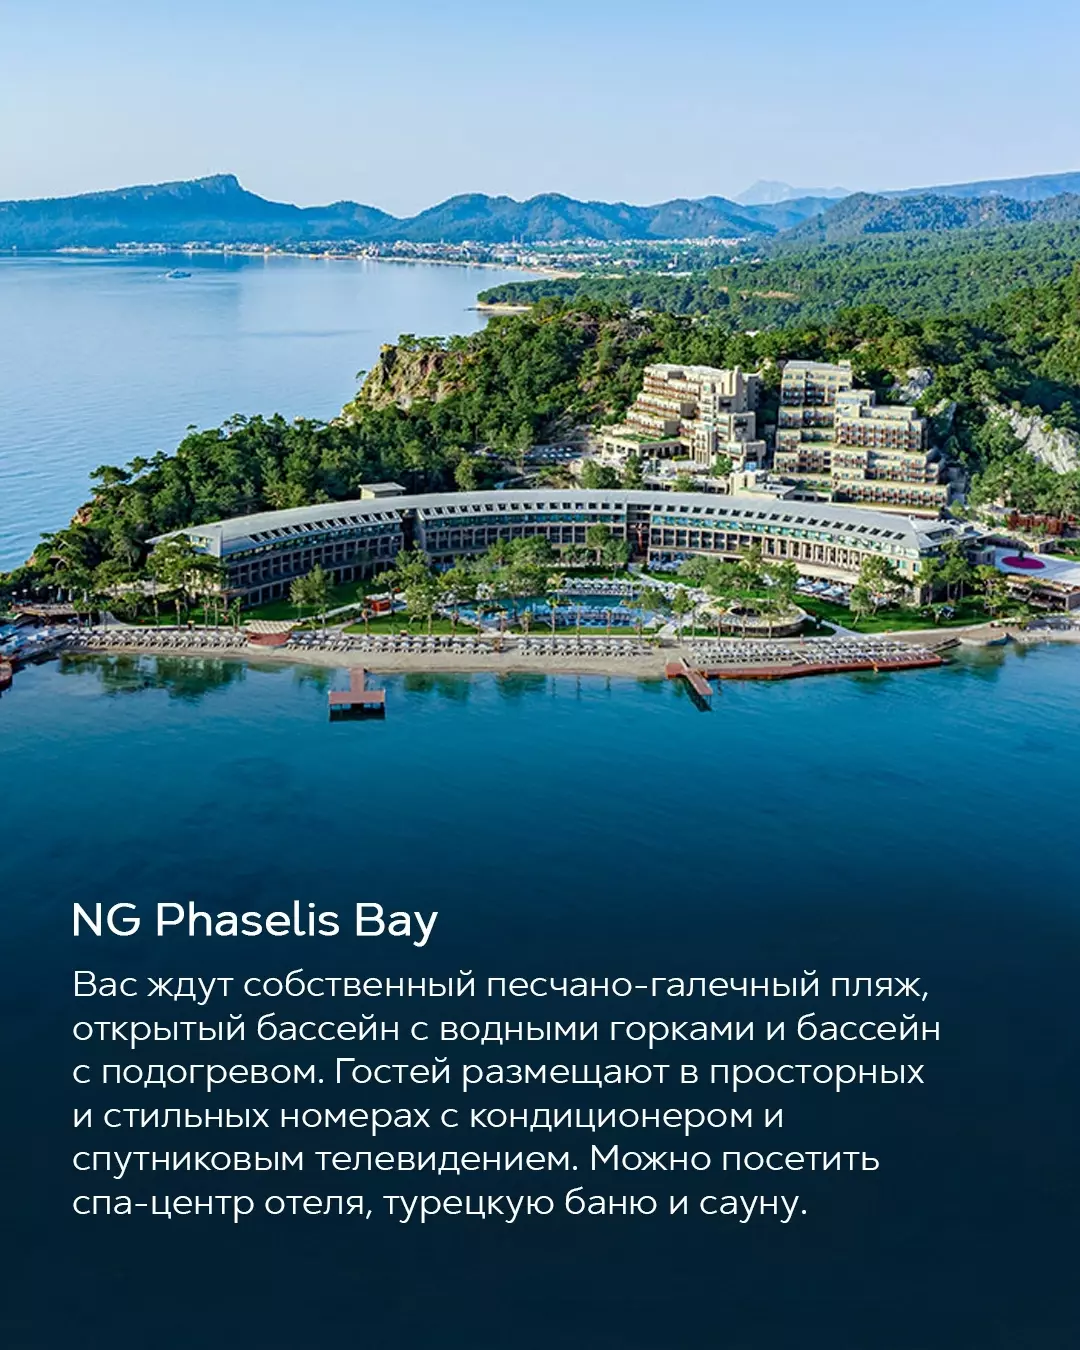 NG Phaselis Bay
Вас ждут собственный песчано-галечный пляж,
открытый бассейн с водными горками и бассейн
с подогревом. Гостей размещают в просторных
и стильных номерах с кондиционером и
спутниковым телевидением. Можно посетить
спа-центр отеля, турецкую баню и сауну.